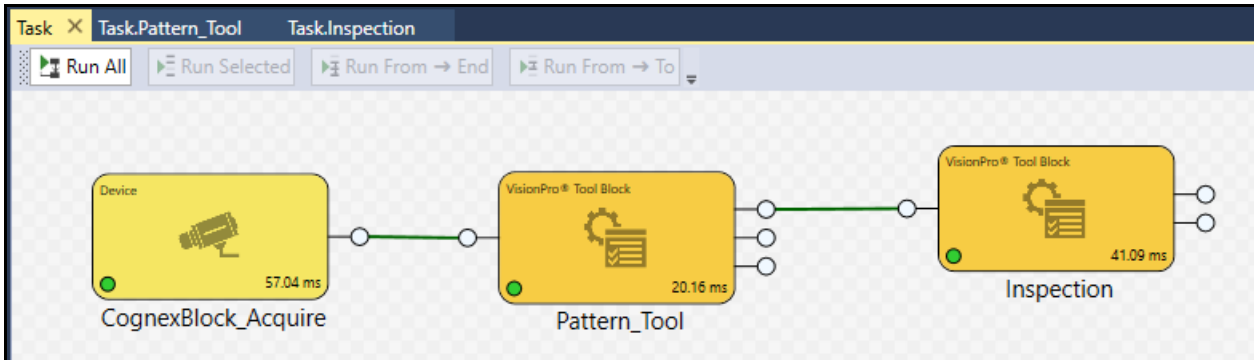 Task Task.Pattern_Tool Task.Inspection
Run All Run Selected Run From → End Run From → To
Device
57.04 ms
CognexBlock_Acquire
VisionPro® Tool Block
20.16 ms
Pattern_Tool
VisionPro® Tool Block
41.09 ms
Inspection